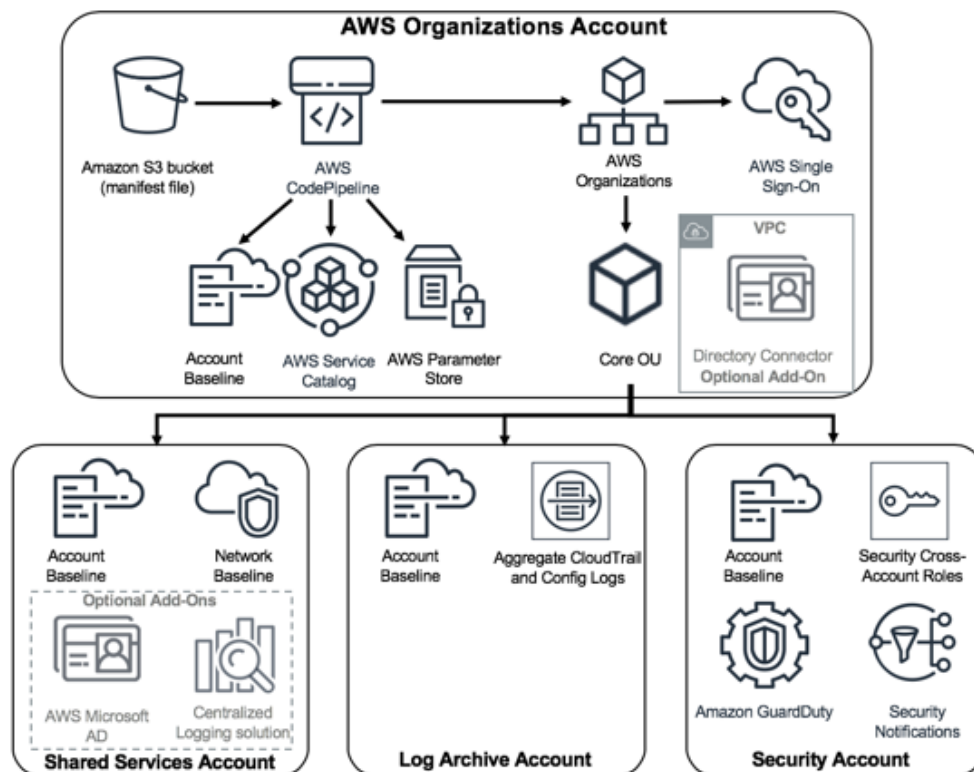 AWS Organizations Account
Amazon S3 bucket
(manifest file)
AWS
CodePipeline
AWS
Organizations
AWS Single
Sign-On
VPC
Account
Baseline
AWS Service
Catalog
AWS Parameter
Store
Core OU
Directory Connector
Optional Add-On
Account
Baseline
Network
Baseline
Optional Add-Ons
AWS Microsoft
AD
Centralized
Logging solution
Shared Services Account
Account
Baseline
Aggregate CloudTrail
and Config Logs
Log Archive Account
Account
Baseline
Security Cross-
Account Roles
Amazon GuardDuty
Security
Notifications
Security Account